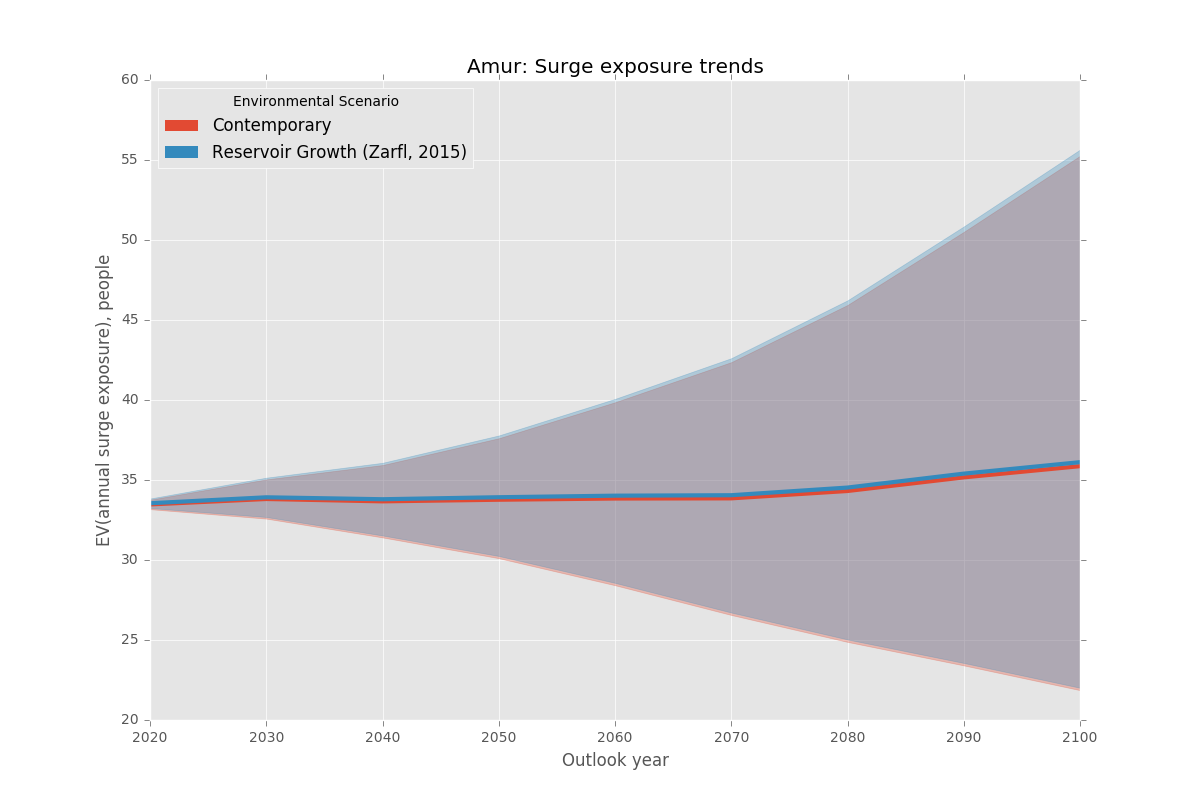 Amur: Surge exposure trends
Environmental Scenario
Contemporary
Reservoir Growth (Zarfl, 2015)
EV(annual surge exposure), people
60
55
50
45
40
35
30
25
20
2020 2030 2040 2050 2060 2070 2080 2090 2100
Outlook year